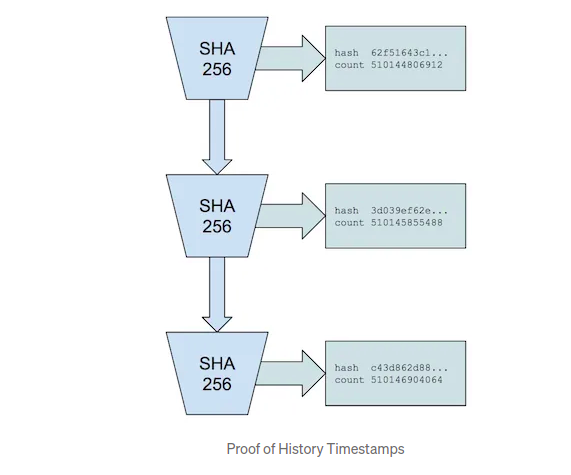 SHA
256
hash 62f51643c1...
count 510144806912
SHA
256
hash 3d039ef62e...
count 510145855488
SHA
256
hash c43d862d88...
count 510146904064
Proof of History Timestamps